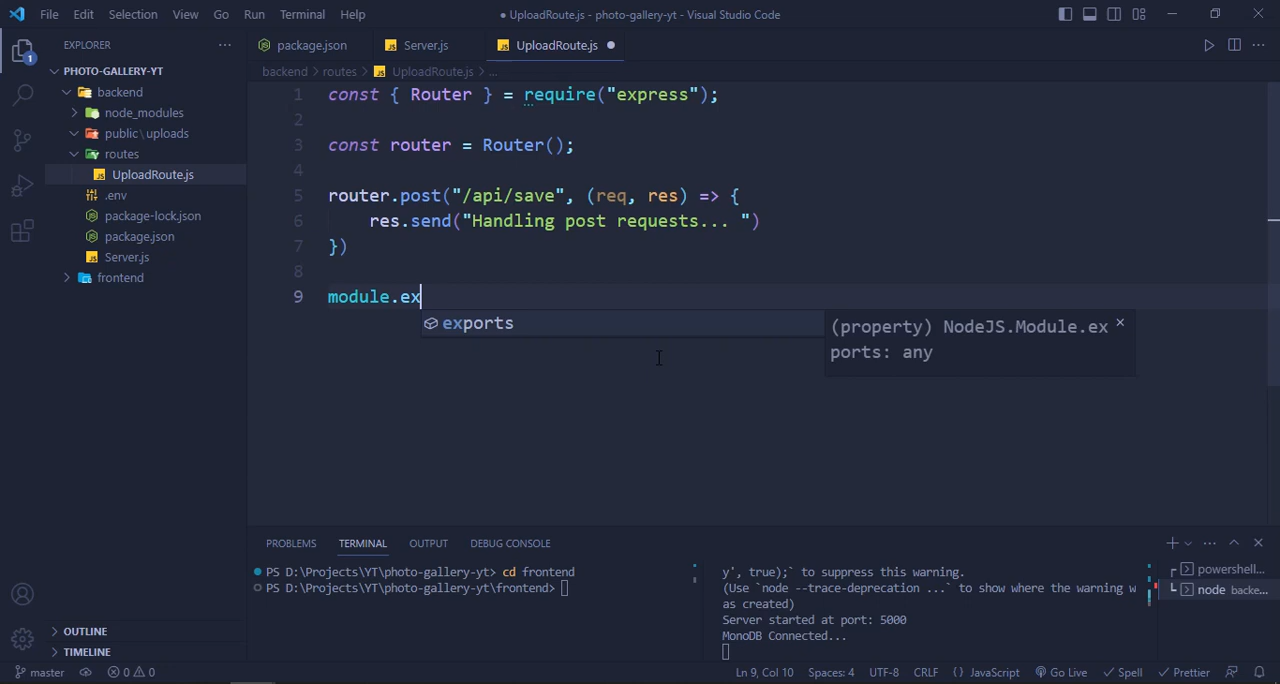 File Edit Selection View Go Run Terminal Help
● UploadRoute.js - photo-gallery-yt - Visual Studio Code
EXPLORER
1
PHOTO-GALLERY-YT
backend
node_modules
public\uploads
routes
UploadRoute.js
.env
package-lock.json
package.json
Server.js
frontend
OUTLINE
TIMELINE
package.json Server.js UploadRoute.js ●
backend > routes > UploadRoute.js > ...
1 const { Router } = require("express");
2
3 const router = Router();
4
5 router.post("/api/save", (req, res) => {
6 res.send("Handling post requests... ")
7 })
8
9 module.ex
exports
(property) NodeJS.Module.ex
ports: any
PROBLEMS TERMINAL OUTPUT DEBUG CONSOLE
PS D:\Projects\YT\photo-gallery-yt> cd frontend
PS D:\Projects\YT\photo-gallery-yt\frontend>
y', true);` to suppress this warning.
(Use `node --trace-deprecation ...` to show where the warning w
as created)
Server started at port: 5000
MonoDB Connected...
powershell...
node backe...
master 0 0 Ln 9, Col 10 Spaces: 4 UTF-8 CRLF {} JavaScript Go Live Spell Prettier